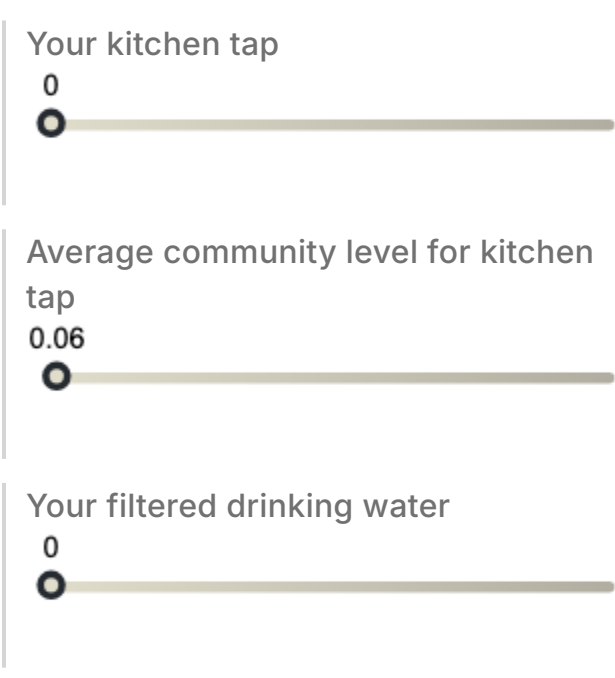 Your kitchen tap
0
Average community level for kitchen
tap
0.06
Your filtered drinking water
0